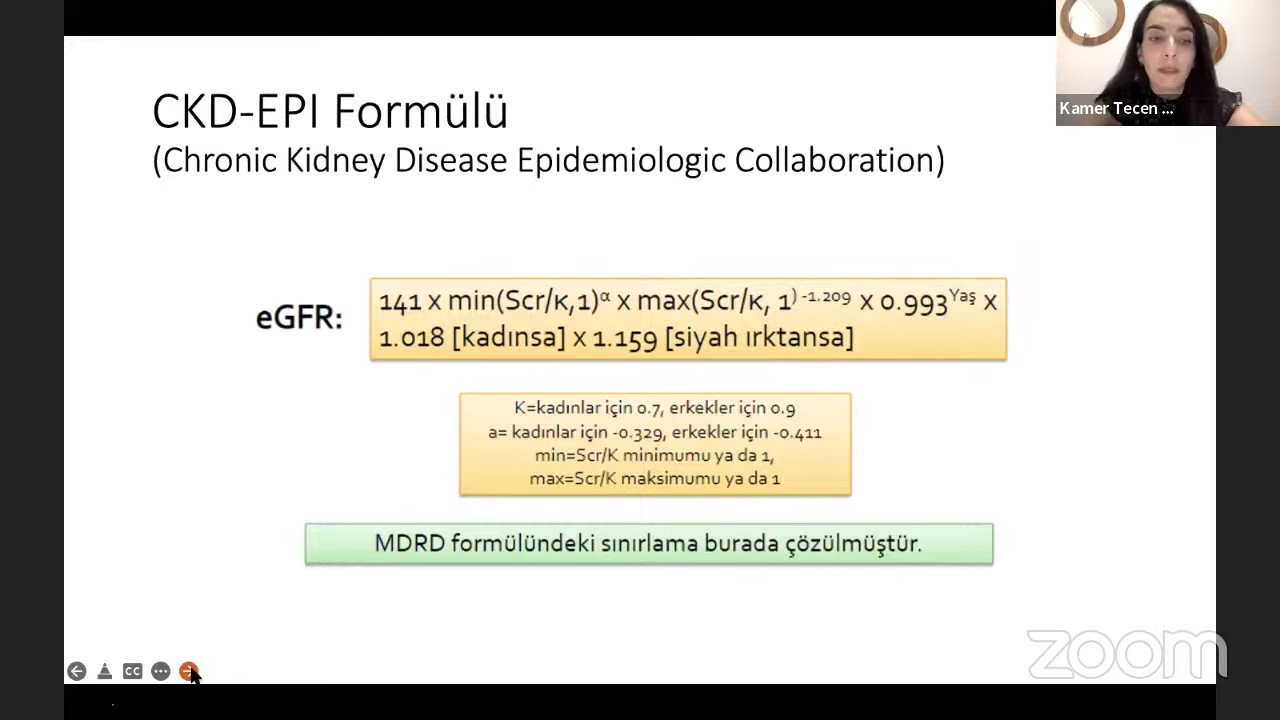 CKD-EPI Formülü
(Chronic Kidney Disease Epidemiologic Collaboration)
Kamer Tecen ...
eGFR:
141 x min(Scr/κ,1)ᵅ x max(Scr/κ, 1)⁻¹·²⁰⁹ x 0.993ʸᵃş x
1.018 [kadınsa] x 1.159 [siyah ırktansa]
K=kadınlar için 0.7, erkekler için 0.9
a= kadınlar için -0.329, erkekler için -0.411
min=Scr/K minimumu ya da 1,
max=Scr/K maksimumu ya da 1
MDRD formülündeki sınırlama burada çözülmüştür.
CC
zoom